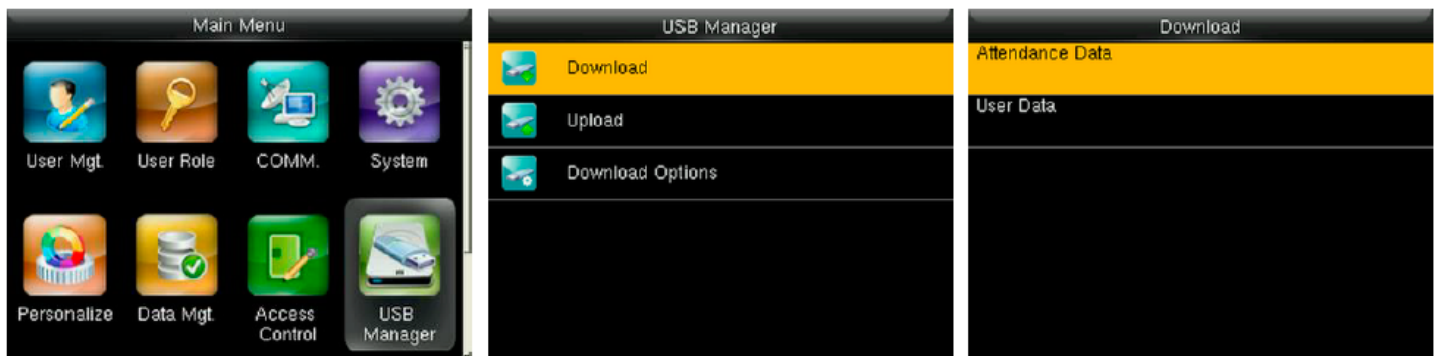 Main Menu
User Mgt.
User Role
COMM.
System
Personalize
Data Mgt.
Access
Control
USB
Manager
USB Manager
Download
Upload
Download Options
Download
Attendance Data
User Data